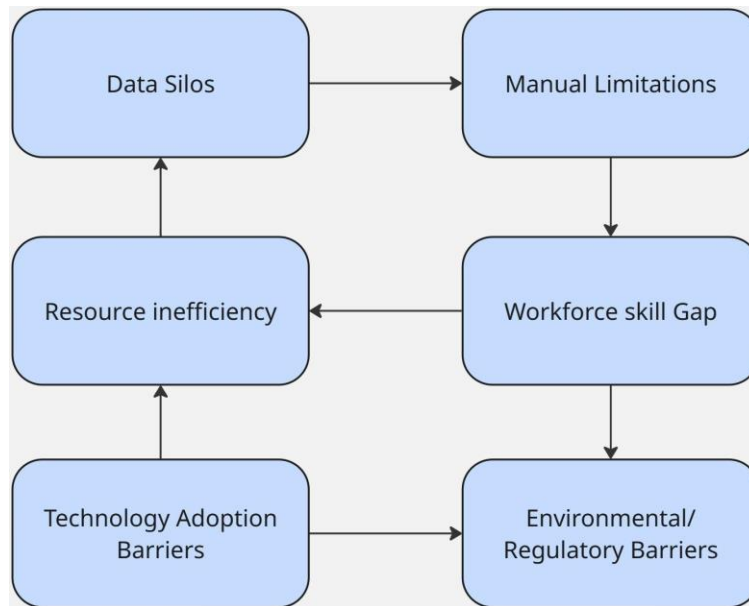 Data Silos
Manual Limitations
Resource inefficiency
Workforce skill Gap
Technology Adoption
Barriers
Environmental/
Regulatory Barriers